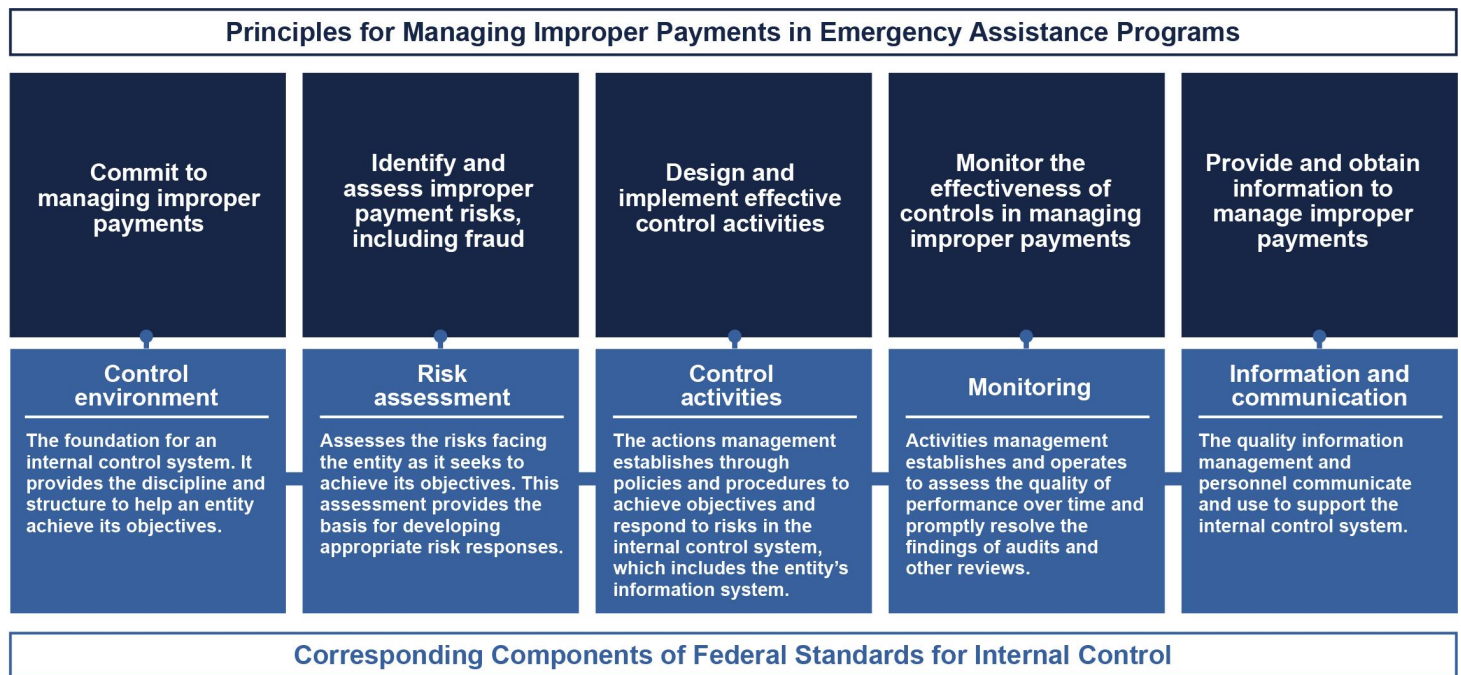 Principles for Managing Improper Payments in Emergency Assistance Programs
Commit to
managing improper
payments
Identify and
assess improper
payment risks,
including fraud
Design and
implement effective
control activities
Monitor the
effectiveness of
controls in managing
improper payments
Provide and obtain
information to
manage improper
payments
Control
environment
The foundation for an
internal control system. It
provides the discipline and
structure to help an entity
achieve its objectives.
Risk
assessment
Assesses the risks facing
the entity as it seeks to
achieve its objectives. This
assessment provides the
basis for developing
appropriate risk responses.
Control
activities
The actions management
establishes through
policies and procedures to
achieve objectives and
respond to risks in the
internal control system,
which includes the entity’s
information system.
Monitoring
Activities management
establishes and operates
to assess the quality of
performance over time and
promptly resolve the
findings of audits and
other reviews.
Information and
communication
The quality information
management and
personnel communicate
and use to support the
internal control system.
Corresponding Components of Federal Standards for Internal Control